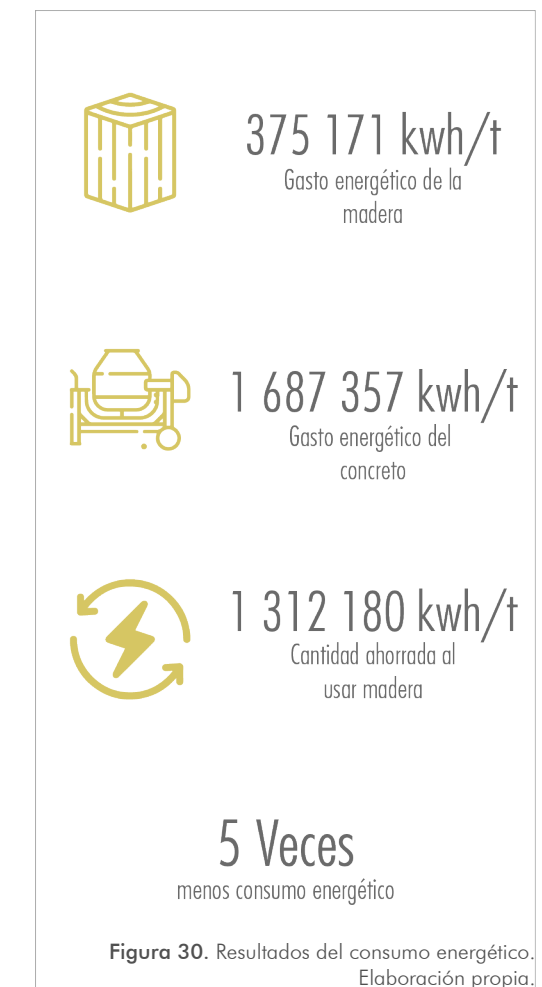 375 171 kwh/t
Gasto energético de la
madera
1 687 357 kwh/t
Gasto energético del
concreto
1 312 180 kwh/t
Cantidad ahorrada al
usar madera
5 Veces
menos consumo energético
Figura 30. Resultados del consumo energético.
Elaboración propia.